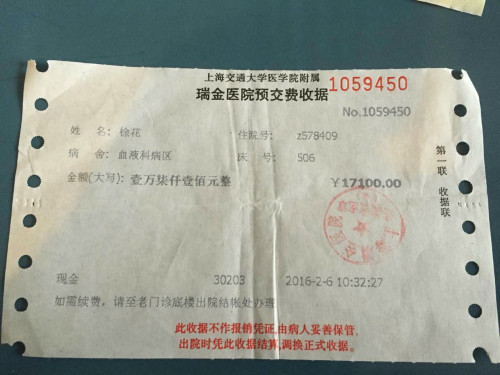 上海交通大学医学院附属
瑞金医院预交费收据 1059450
No.1059450
姓 名: 徐花 住院号: z578409
病 舍: 血液科病区 床 号: 506
金额(大写): 壹万柒仟壹佰元整 ￥17100.00
第一联 收据联
现金 30203 2016-2-6 10:32:27
如需续费,请至老门诊底楼出院结帐处办理
此收据不作报销凭证,由病人妥善保管,
出院时凭此收据结算,调换正式收据。